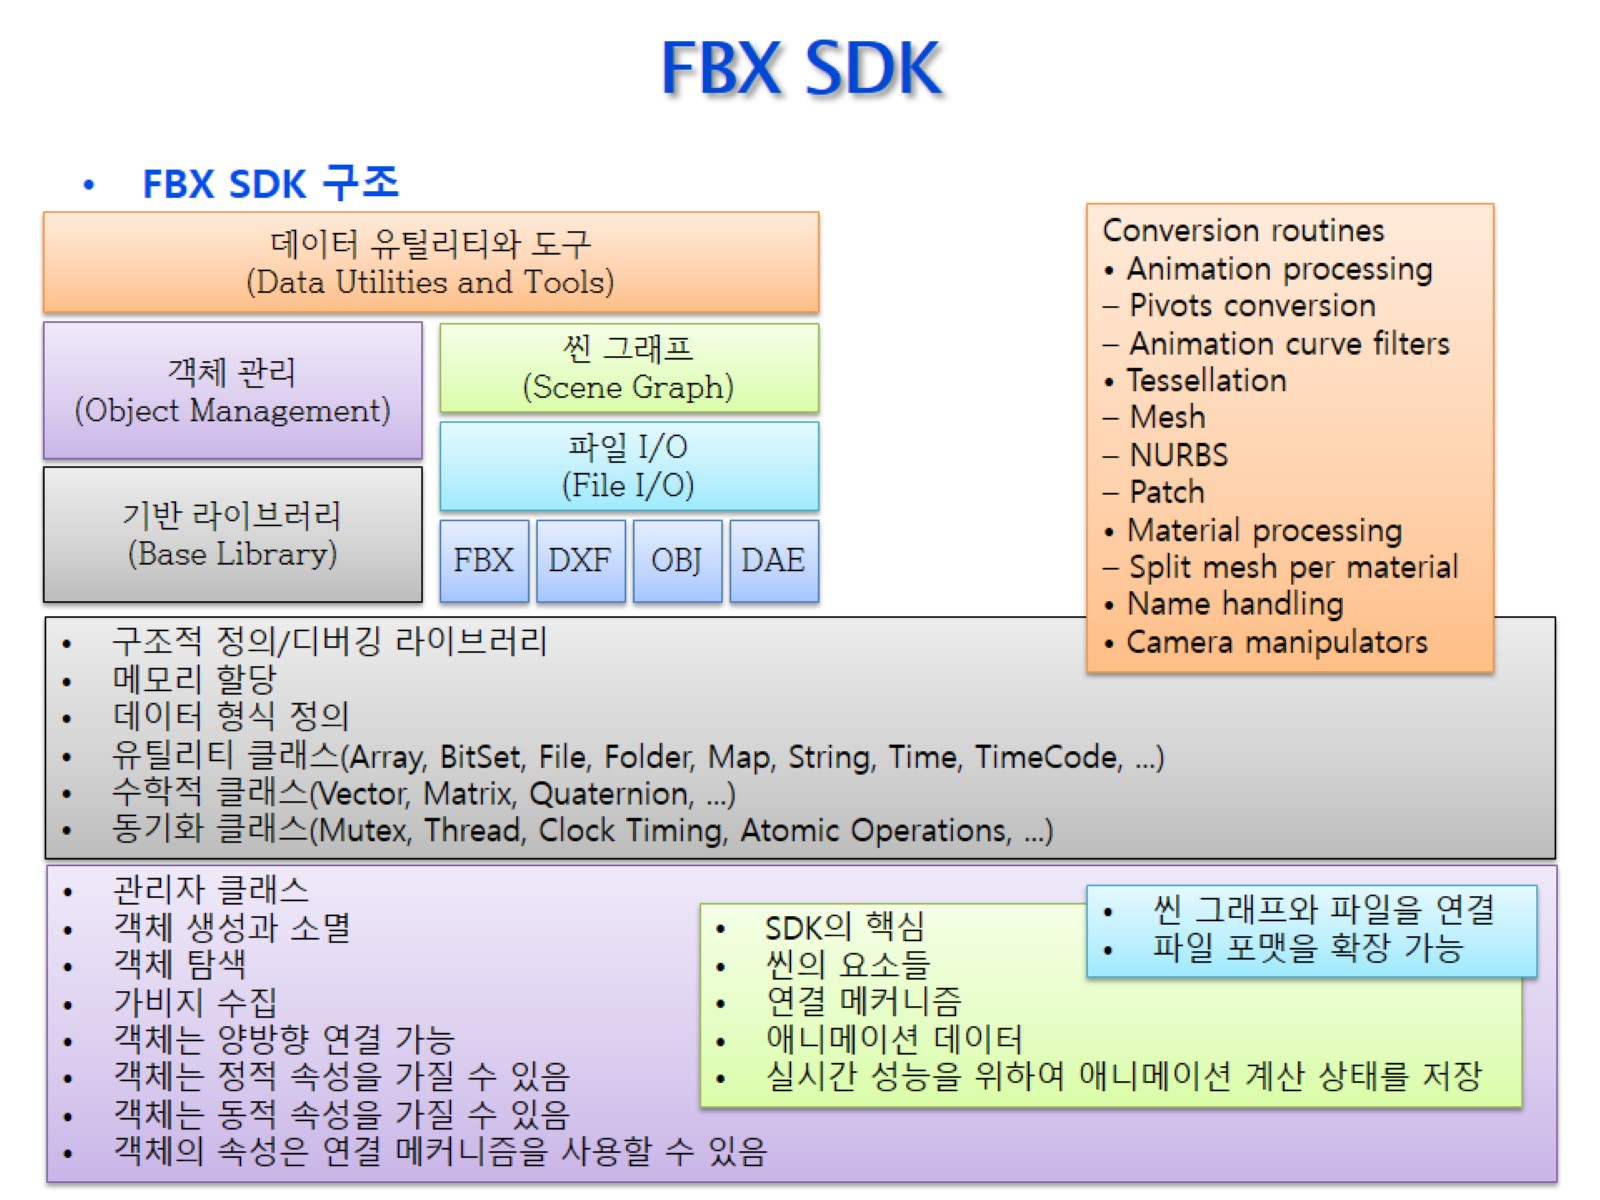 FBX SDK
• FBX SDK 구조
데이터 유틸리티와 도구
(Data Utilities and Tools)
객체 관리
(Object Management)
씬 그래프
(Scene Graph)
파일 I/O
(File I/O)
기반 라이브러리
(Base Library)
FBX DXF OBJ DAE
Conversion routines
• Animation processing
– Pivots conversion
– Animation curve filters
• Tessellation
– Mesh
– NURBS
– Patch
• Material processing
– Split mesh per material
• Name handling
• Camera manipulators
• 구조적 정의/디버깅 라이브러리
• 메모리 할당
• 데이터 형식 정의
• 유틸리티 클래스(Array, BitSet, File, Folder, Map, String, Time, TimeCode, ...)
• 수학적 클래스(Vector, Matrix, Quaternion, ...)
• 동기화 클래스(Mutex, Thread, Clock Timing, Atomic Operations, ...)
• 관리자 클래스
• 객체 생성과 소멸
• 객체 탐색
• 가비지 수집
• 객체는 양방향 연결 가능
• 객체는 정적 속성을 가질 수 있음
• 객체는 동적 속성을 가질 수 있음
• 객체의 속성은 연결 메커니즘을 사용할 수 있음
• SDK의 핵심
• 씬의 요소들
• 연결 메커니즘
• 애니메이션 데이터
• 실시간 성능을 위하여 애니메이션 계산 상태를 저장
• 씬 그래프와 파일을 연결
• 파일 포맷을 확장 가능